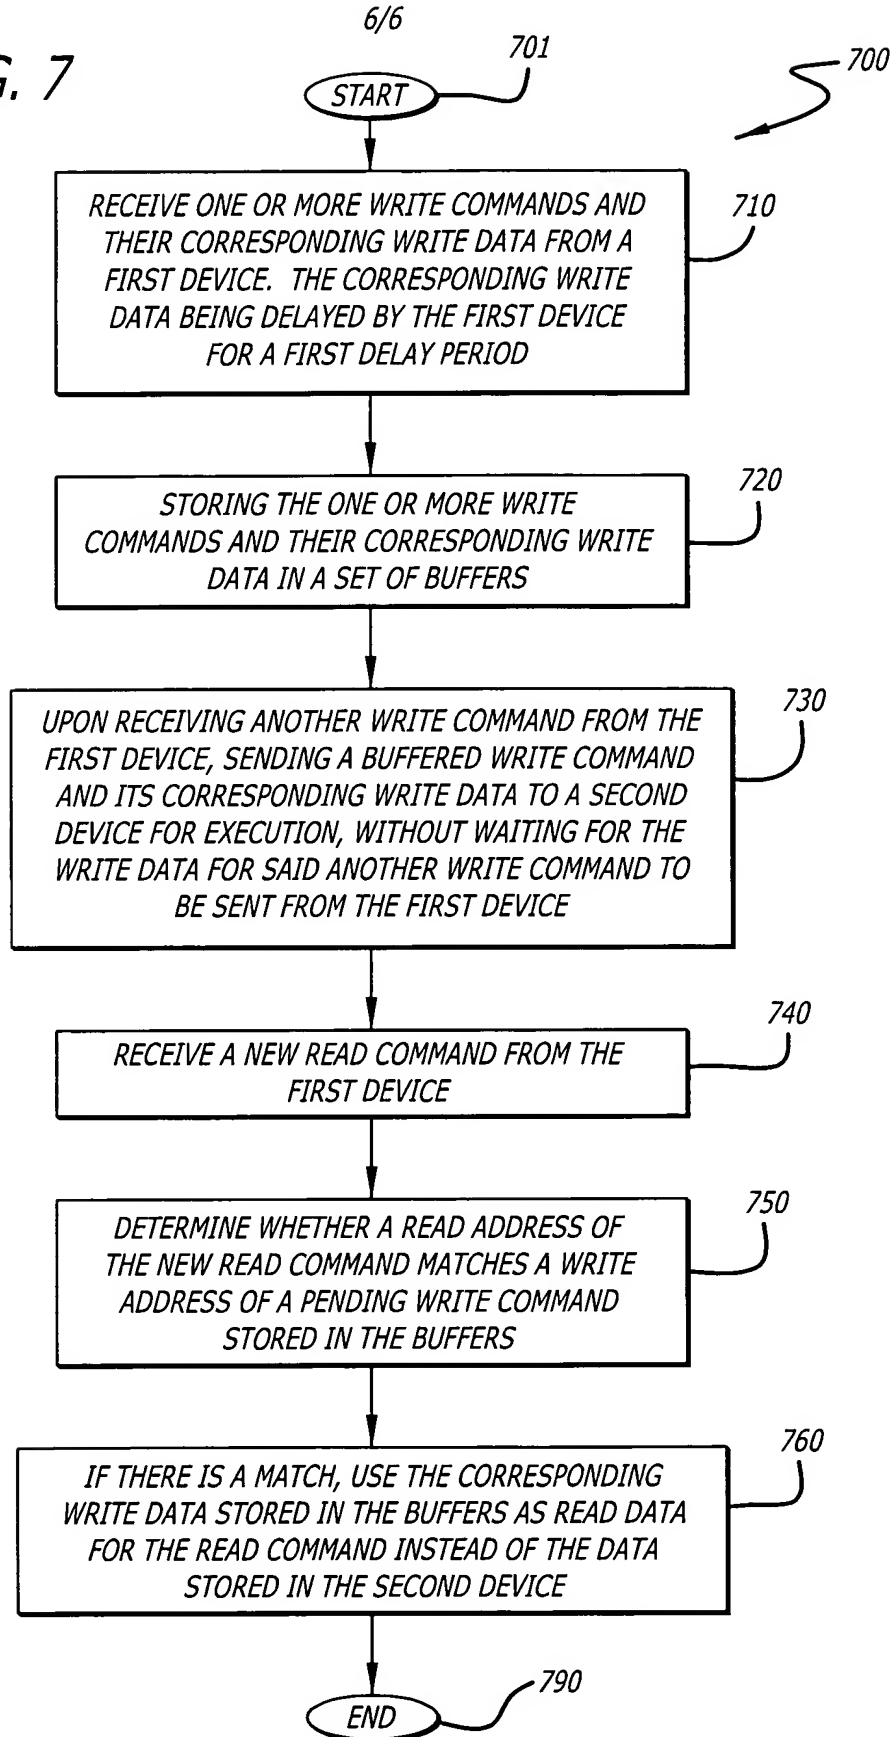 6/6
G. 7
701
700
START
RECEIVE ONE OR MORE WRITE COMMANDS AND
THEIR CORRESPONDING WRITE DATA FROM A
FIRST DEVICE. THE CORRESPONDING WRITE
DATA BEING DELAYED BY THE FIRST DEVICE
FOR A FIRST DELAY PERIOD
710
STORING THE ONE OR MORE WRITE
COMMANDS AND THEIR CORRESPONDING WRITE
DATA IN A SET OF BUFFERS
720
UPON RECEIVING ANOTHER WRITE COMMAND FROM THE
FIRST DEVICE, SENDING A BUFFERED WRITE COMMAND
AND ITS CORRESPONDING WRITE DATA TO A SECOND
DEVICE FOR EXECUTION, WITHOUT WAITING FOR THE
WRITE DATA FOR SAID ANOTHER WRITE COMMAND TO
BE SENT FROM THE FIRST DEVICE
730
RECEIVE A NEW READ COMMAND FROM THE
FIRST DEVICE
740
DETERMINE WHETHER A READ ADDRESS OF
THE NEW READ COMMAND MATCHES A WRITE
ADDRESS OF A PENDING WRITE COMMAND
STORED IN THE BUFFERS
750
IF THERE IS A MATCH, USE THE CORRESPONDING
WRITE DATA STORED IN THE BUFFERS AS READ DATA
FOR THE READ COMMAND INSTEAD OF THE DATA
STORED IN THE SECOND DEVICE
760
END
790